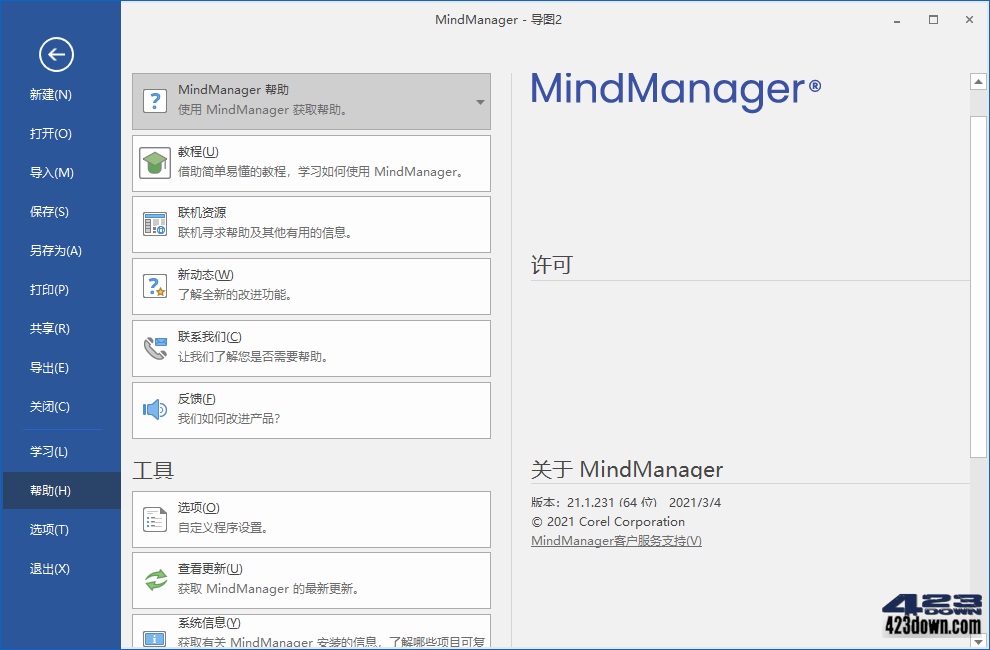 MindManager - 导图2
新建(N)
打开(O)
导入(M)
保存(S)
另存为(A)
打印(P)
共享(R)
导出(E)
关闭(C)
学习(L)
帮助(H)
选项(T)
退出(X)
MindManager 帮助
使用 MindManager 获取帮助。
教程(U)
借助简单易懂的教程，学习如何使用 MindManager。
联机资源
联机寻求帮助及其他有用的信息。
新动态(W)
了解全新的改进功能。
联系我们(C)
让我们了解您是否需要帮助。
反馈(F)
我们如何改进产品?
工具
选项(O)
自定义程序设置。
查看更新(U)
获取 MindManager 的最新更新。
系统信息(Y)
获取有关 MindManager 安装的信息，了解哪些项目可复
MindManager®
许可
关于 MindManager
版本：21.1.231 (64 位) 2021/3/4
© 2021 Corel Corporation
MindManager客户服务支持(V)
423
DOWN
423down.com